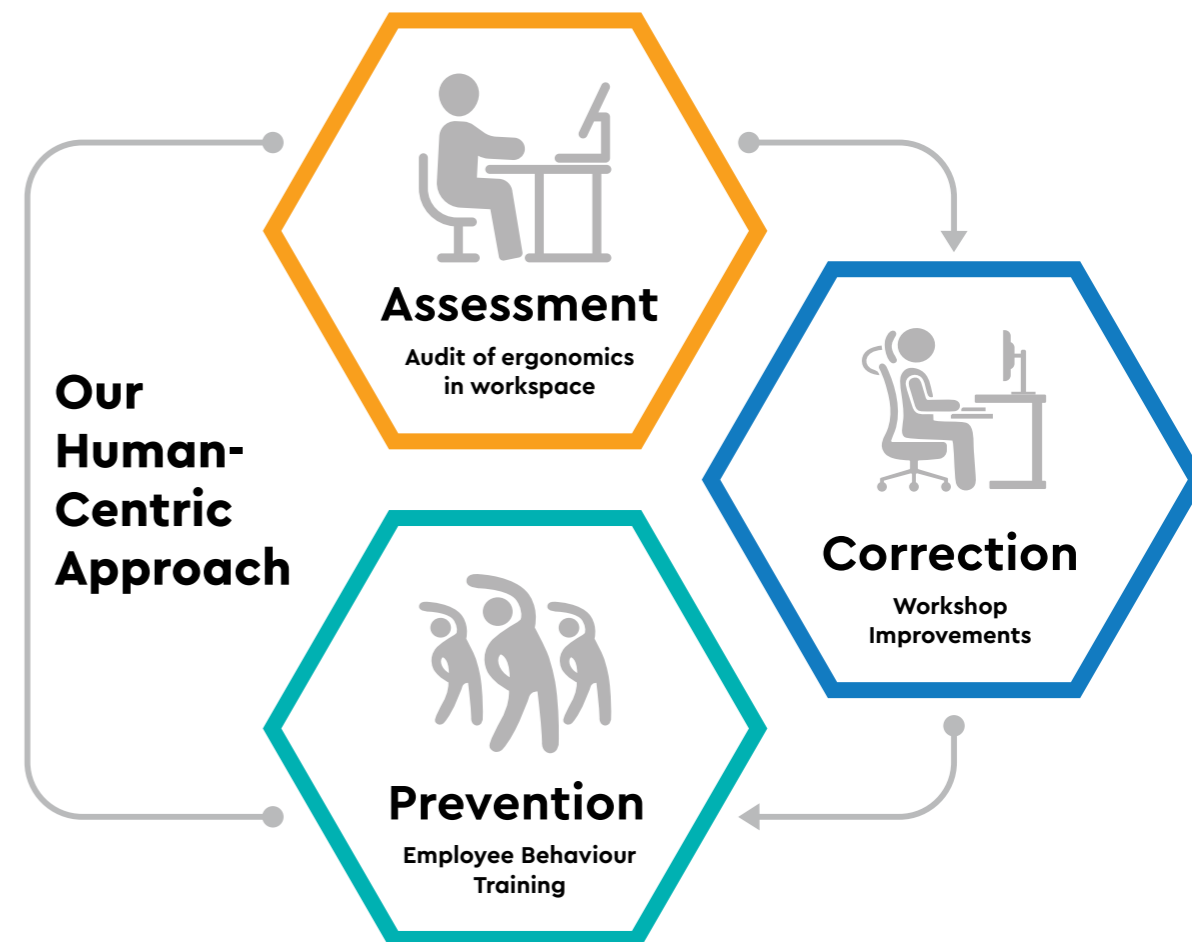 Our
Human-
Centric
Approach
Assessment
Audit of ergonomics
in workspace
Correction
Workshop
Improvements
Prevention
Employee Behaviour
Training